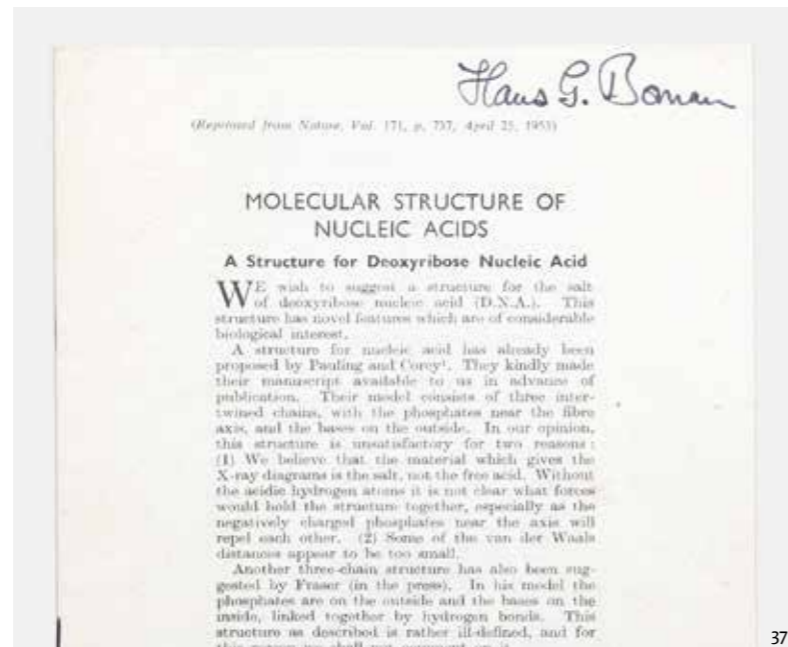 Hans G. Boman
(Reprinted from Nature, Vol. 171, p. 737, April 25, 1953)
MOLECULAR STRUCTURE OF
NUCLEIC ACIDS
A Structure for Deoxyribose Nucleic Acid
WE wish to suggest a structure for the salt
of deoxyribose nucleic acid (D.N.A.). This
structure has novel features which are of considerable
biological interest.
A structure for nucleic acid has already been
proposed by Pauling and Corey¹. They kindly made
their manuscript available to us in advance of
publication. Their model consists of three inter-
twined chains, with the phosphates near the fibre
axis, and the bases on the outside. In our opinion,
this structure is unsatisfactory for two reasons :
(1) We believe that the material which gives the
X-ray diagrams is the salt, not the free acid. Without
the acidic hydrogen atoms it is not clear what forces
would hold the structure together, especially as the
negatively charged phosphates near the axis will
repel each other. (2) Some of the van der Waals
distances appear to be too small.
Another three-chain structure has also been sug-
gested by Fraser (in the press). In his model the
phosphates are on the outside and the bases on the
inside, linked together by hydrogen bonds. This
structure as described is rather ill-defined, and for
this reason we shall not comment on it.
37